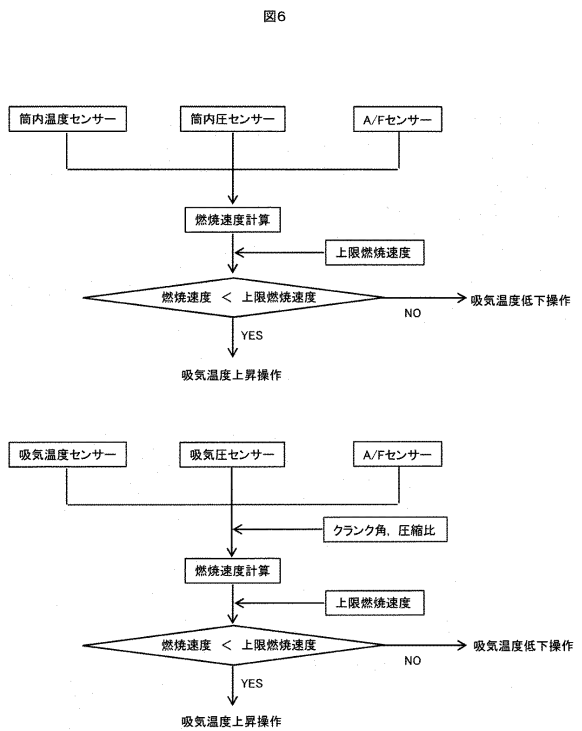 図6
筒内温度センサー
筒内圧センサー
A/Fセンサー
燃焼速度計算
上限燃焼速度
燃焼速度 < 上限燃焼速度
吸気温度低下操作
NO
YES
吸気温度上昇操作
吸気温度センサー
吸気圧センサー
A/Fセンサー
クランク角, 圧縮比
燃焼速度計算
上限燃焼速度
燃焼速度 < 上限燃焼速度
吸気温度低下操作
NO
YES
吸気温度上昇操作